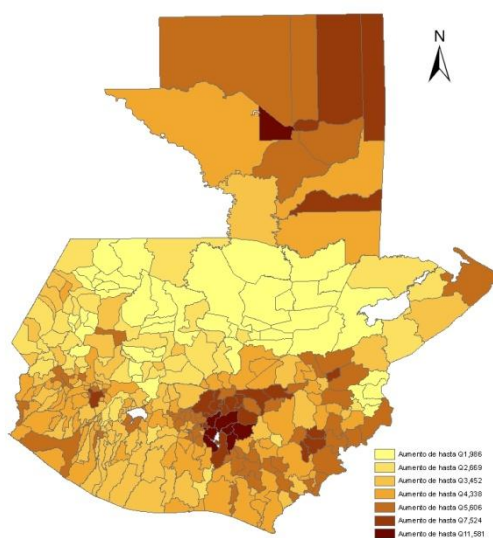 N
Aumento de hasta Q1,986
Aumento de hasta Q2,669
Aumento de hasta Q3,452
Aumento de hasta Q4,338
Aumento de hasta Q5,606
Aumento de hasta Q7,524
Aumento de hasta Q11,581